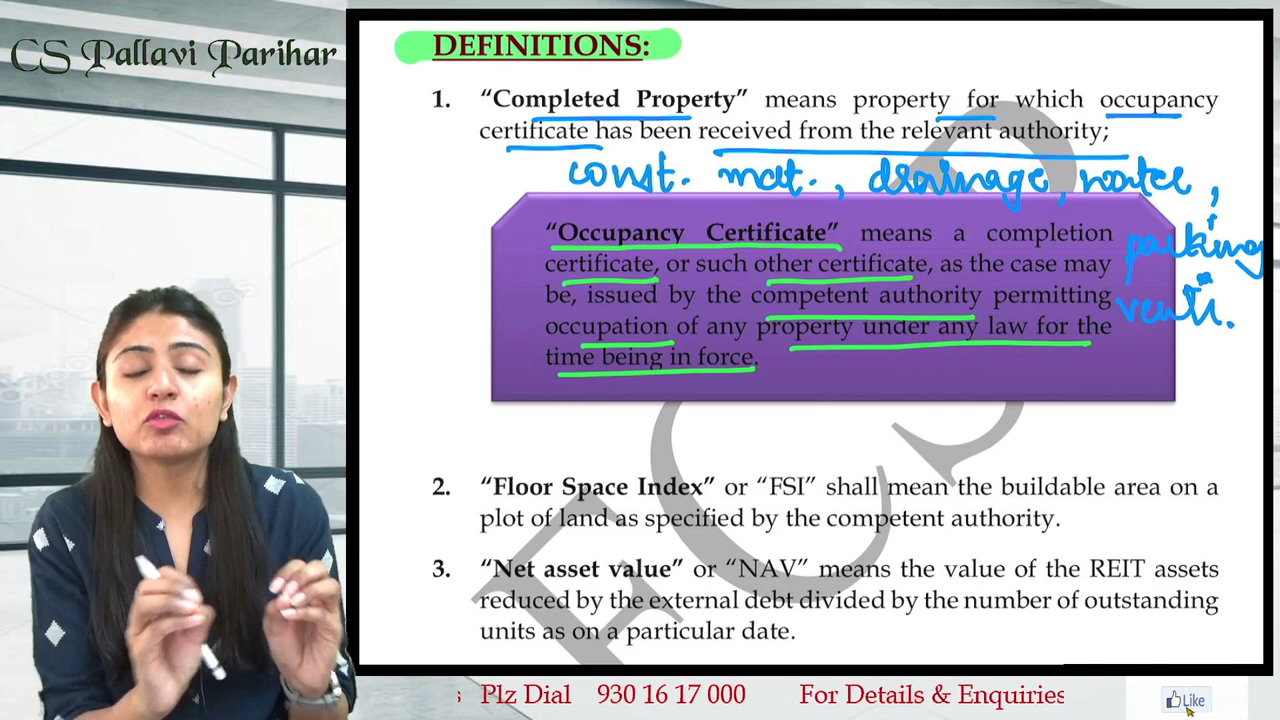 CS Pallavi Parihar
DEFINITIONS:
1. “Completed Property” means property for which occupancy
certificate has been received from the relevant authority;
const. mat., drainage, water,
parking
venti.
“Occupancy Certificate” means a completion
certificate, or such other certificate, as the case may
be, issued by the competent authority permitting
occupation of any property under any law for the
time being in force.
2. “Floor Space Index” or “FSI” shall mean the buildable area on a
plot of land as specified by the competent authority.
3. “Net asset value” or “NAV” means the value of the REIT assets
reduced by the external debt divided by the number of outstanding
units as on a particular date.
s Plz Dial 930 16 17 000 For Details & Enquiries
Like